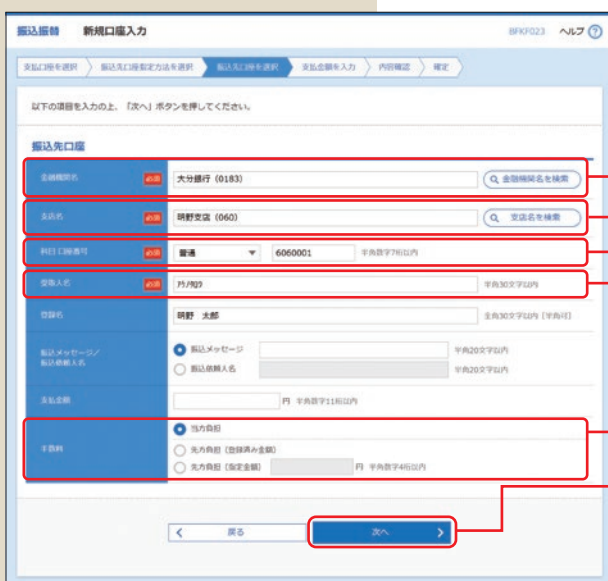 振込振替 新規口座入力 BFKF023 ヘルプ ?
支払口座を選択 振込先口座指定方法を選択 振込先口座を選択 支払金額を入力 内容確認 確定
以下の項目を入力の上、「次へ」ボタンを押してください。
振込先口座
金融機関名 必須 大分銀行 (0183) 金融機関名を検索
支店名 必須 明野支店 (060) 支店名を検索
科目 口座番号 必須 普通 6060001 半角数字7桁以内
受取人名 必須 ｱｹﾉﾀﾛｳ 半角30文字以内
登録名 明野 太郎 全角30文字以内 [半角可]
振込メッセージ/ 振込メッセージ 半角20文字以内
振込依頼人名 振込依頼人名 半角20文字以内
支払金額 円 半角数字11桁以内
手数料 当方負担
先方負担 (登録済み金額)
先方負担 (指定金額) 円 半角数字4桁以内
戻る 次へ